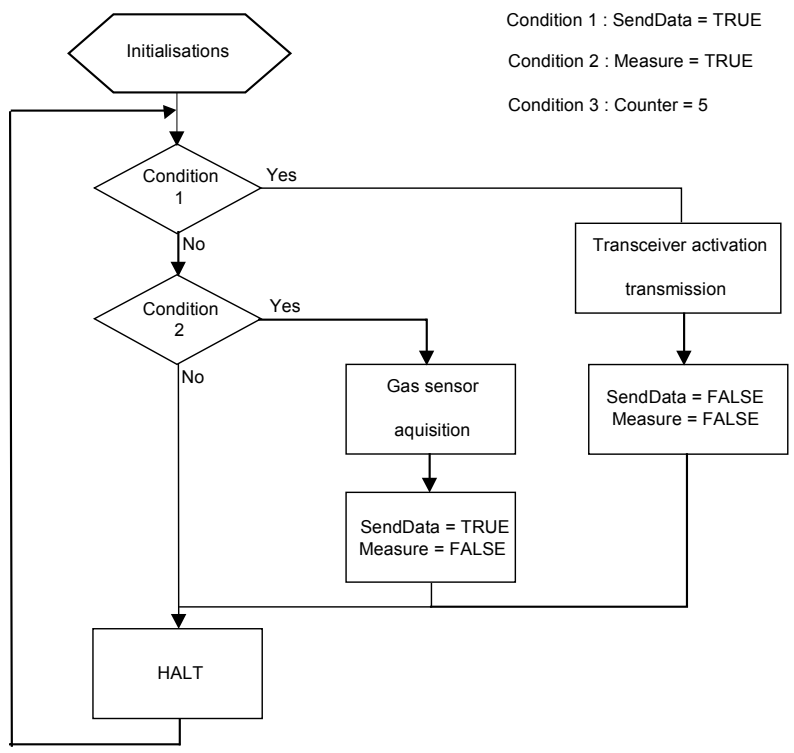 Condition 1 : SendData = TRUE
Condition 2 : Measure = TRUE
Condition 3 : Counter = 5
Initialisations
Condition
1
Yes
No
Transceiver activation
transmission
Condition
2
Yes
No
Gas sensor
aquisition
SendData = FALSE
Measure = FALSE
SendData = TRUE
Measure = FALSE
HALT